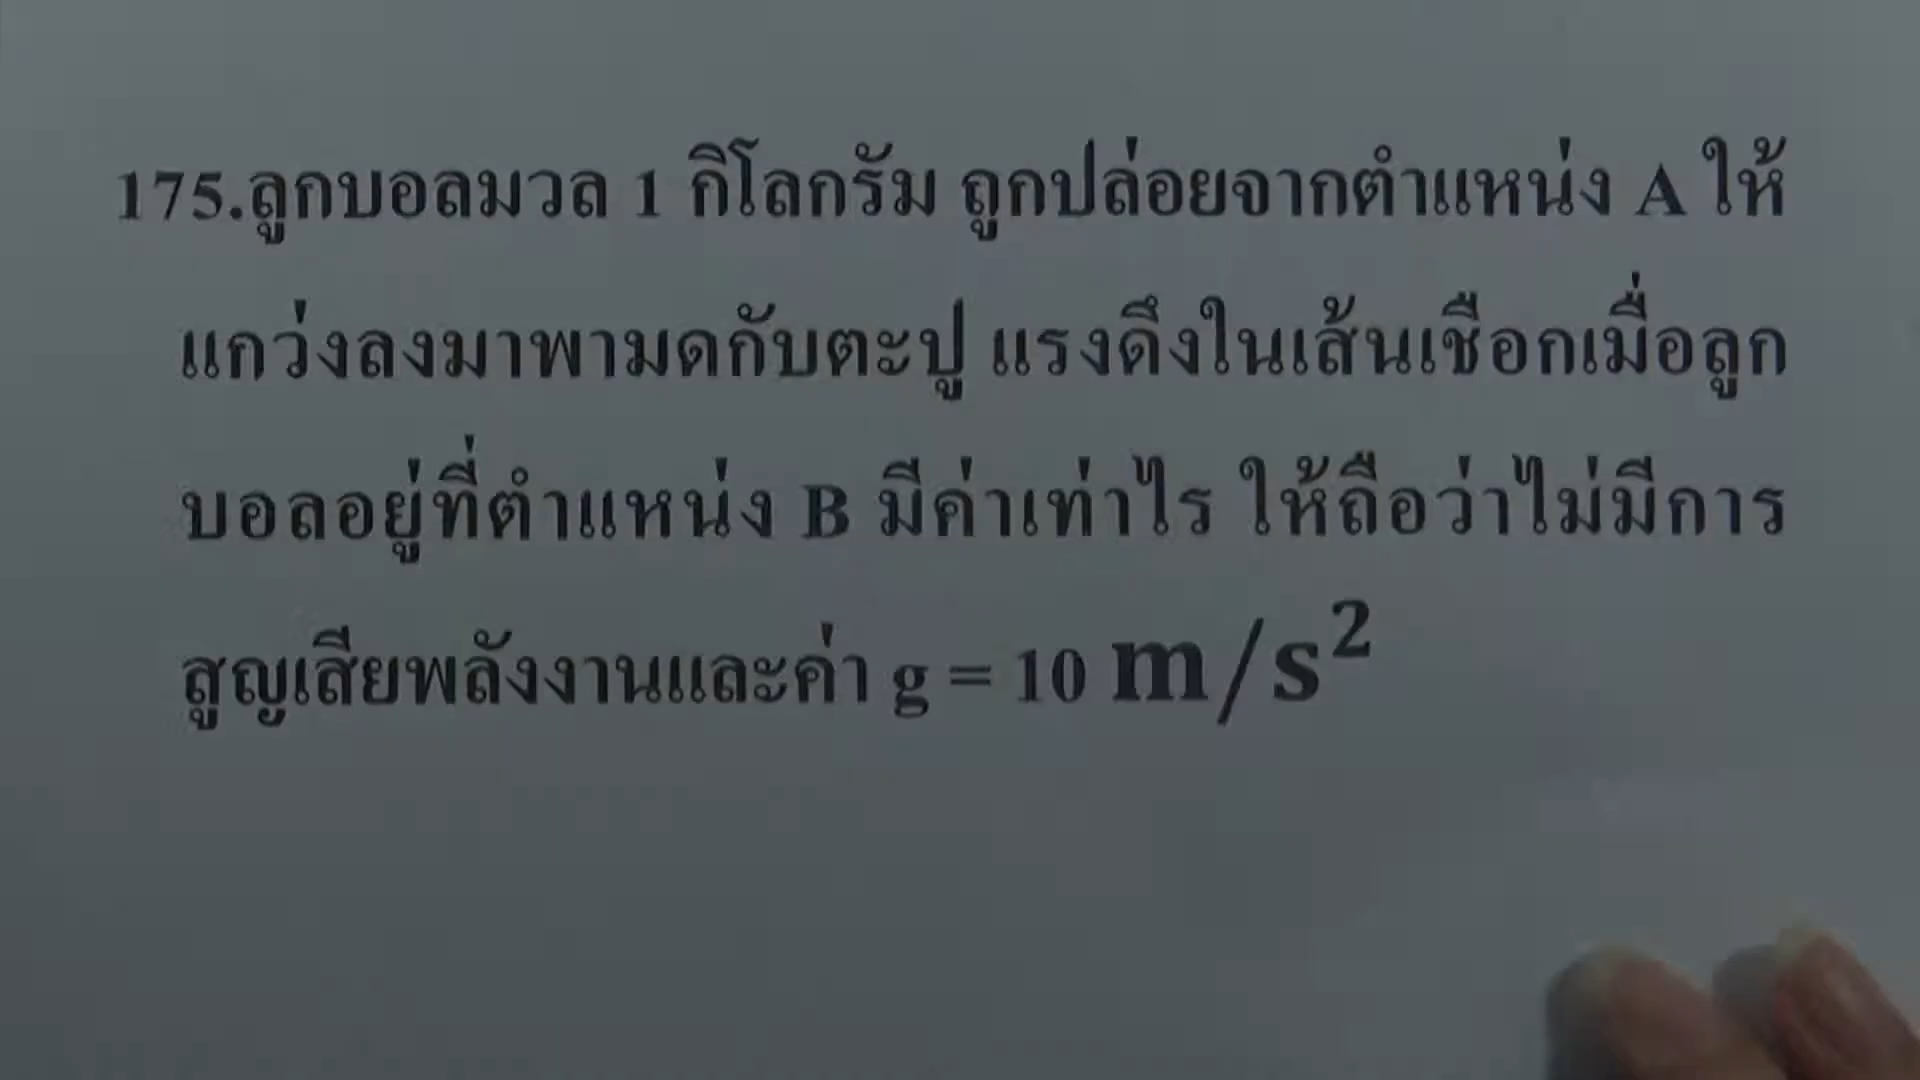 175.ลูกบอลมวล 1 กิโลกรัม ถูกปล่อยจากตำแหน่ง A ให้
แกว่งลงมาพามดกับตะปู แรงดึงในเส้นเชือกเมื่อลูก
บอลอยู่ที่ตำแหน่ง B มีค่าเท่าไร ให้ถือว่าไม่มีการ
สูญเสียพลังงานและค่า g = 10 m/s²